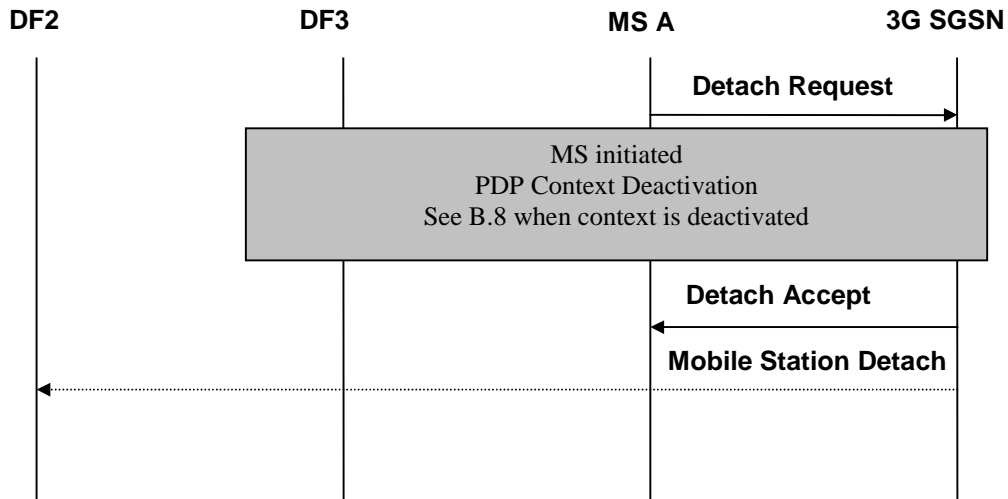 DF2
DF3
MS A
3G SGSN
Detach Request
MS initiated
PDP Context Deactivation
See B.8 when context is deactivated
Detach Accept
Mobile Station Detach